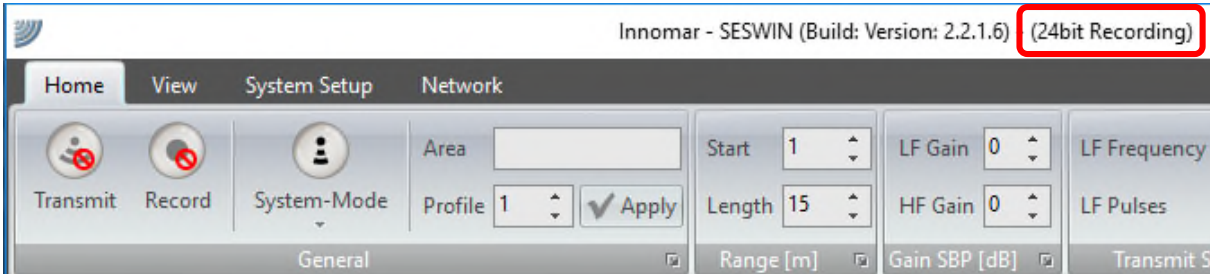 Innomar - SESWIN (Build: Version: 2.2.1.6) - (24bit Recording)
Home View System Setup Network
Area Start 1 LF Gain 0 LF Frequency
Transmit Record System-Mode Profile 1 Apply Length 15 HF Gain 0 LF Pulses
General Range [m] Gain SBP [dB] Transmit S